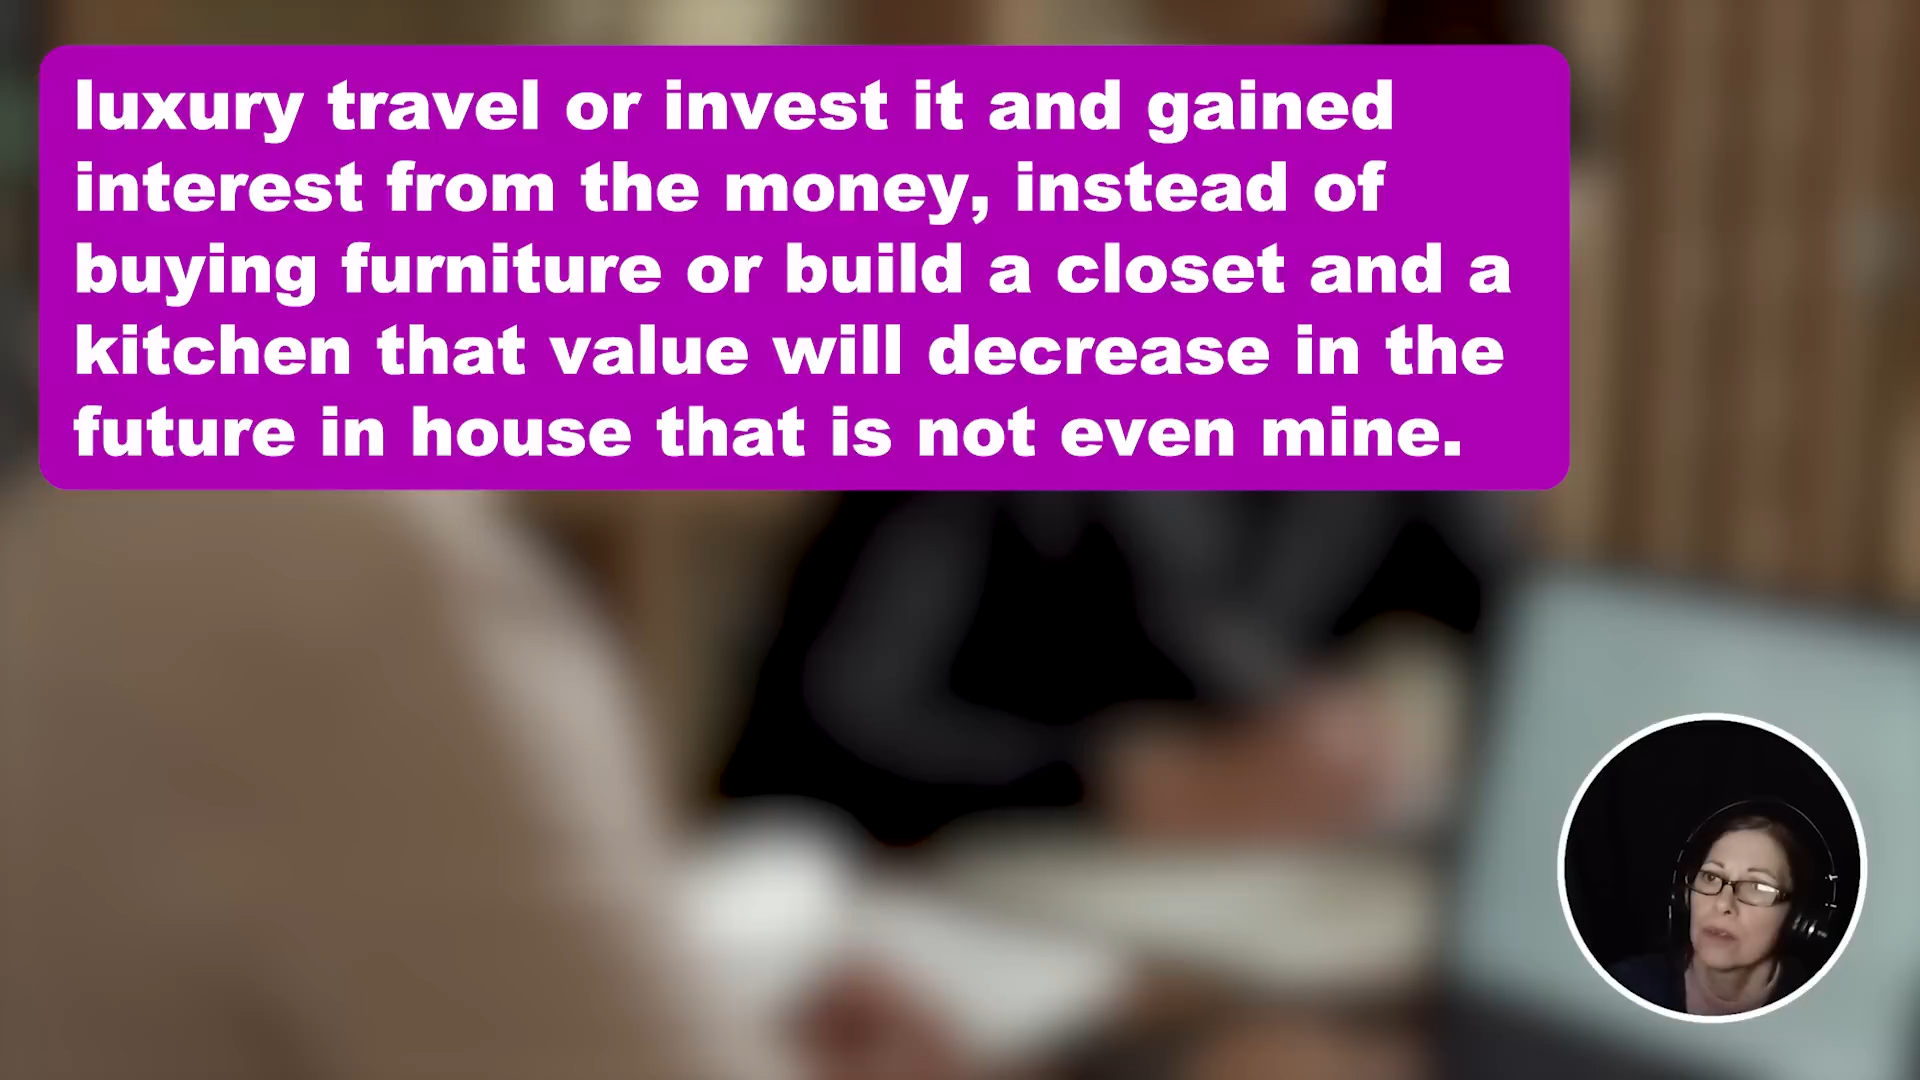 luxury travel or invest it and gained
interest from the money, instead of
buying furniture or build a closet and a
kitchen that value will decrease in the
future in house that is not even mine.